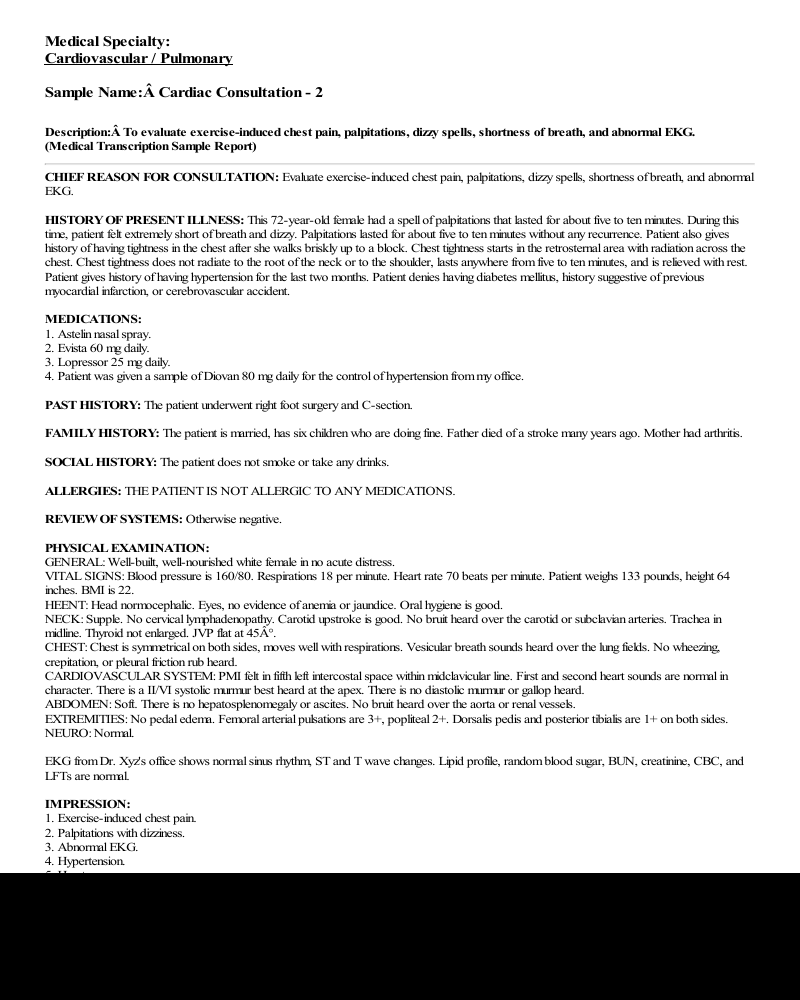 Medical Specialty:
Cardiovascular / Pulmonary
Sample Name:Â Cardiac Consultation - 2
Description:Â To evaluate exercise-induced chest pain, palpitations, dizzy spells, shortness of breath, and abnormal EKG.
(Medical Transcription Sample Report)
CHIEF REASON FOR CONSULTATION: Evaluate exercise-induced chest pain, palpitations, dizzy spells, shortness of breath, and abnormal
EKG.
HISTORY OF PRESENT ILLNESS: This 72-year-old female had a spell of palpitations that lasted for about five to ten minutes. During this
time, patient felt extremely short of breath and dizzy. Palpitations lasted for about five to ten minutes without any recurrence. Patient also gives
history of having tightness in the chest after she walks briskly up to a block. Chest tightness starts in the retrosternal area with radiation across the
chest. Chest tightness does not radiate to the root of the neck or to the shoulder, lasts anywhere from five to ten minutes, and is relieved with rest.
Patient gives history of having hypertension for the last two months. Patient denies having diabetes mellitus, history suggestive of previous
myocardial infarction, or cerebrovascular accident.
MEDICATIONS:
1. Astelin nasal spray.
2. Evista 60 mg daily.
3. Lopressor 25 mg daily.
4. Patient was given a sample of Diovan 80 mg daily for the control of hypertension from my office.
PAST HISTORY: The patient underwent right foot surgery and C-section.
FAMILY HISTORY: The patient is married, has six children who are doing fine. Father died of a stroke many years ago. Mother had arthritis.
SOCIAL HISTORY: The patient does not smoke or take any drinks.
ALLERGIES: THE PATIENT IS NOT ALLERGIC TO ANY MEDICATIONS.
REVIEW OF SYSTEMS: Otherwise negative.
PHYSICAL EXAMINATION:
GENERAL: Well-built, well-nourished white female in no acute distress.
VITAL SIGNS: Blood pressure is 160/80. Respirations 18 per minute. Heart rate 70 beats per minute. Patient weighs 133 pounds, height 64
inches. BMI is 22.
HEENT: Head normocephalic. Eyes, no evidence of anemia or jaundice. Oral hygiene is good.
NECK: Supple. No cervical lymphadenopathy. Carotid upstroke is good. No bruit heard over the carotid or subclavian arteries. Trachea in
midline. Thyroid not enlarged. JVP flat at 45Âº.
CHEST: Chest is symmetrical on both sides, moves well with respirations. Vesicular breath sounds heard over the lung fields. No wheezing,
crepitation, or pleural friction rub heard.
CARDIOVASCULAR SYSTEM: PMI felt in fifth left intercostal space within midclavicular line. First and second heart sounds are normal in
character. There is a II/VI systolic murmur best heard at the apex. There is no diastolic murmur or gallop heard.
ABDOMEN: Soft. There is no hepatosplenomegaly or ascites. No bruit heard over the aorta or renal vessels.
EXTREMITIES: No pedal edema. Femoral arterial pulsations are 3+, popliteal 2+. Dorsalis pedis and posterior tibialis are 1+ on both sides.
NEURO: Normal.
EKG from Dr. Xyz's office shows normal sinus rhythm, ST and T wave changes. Lipid profile, random blood sugar, BUN, creatinine, CBC, and
LFTs are normal.
IMPRESSION:
1. Exercise-induced chest pain.
2. Palpitations with dizziness.
3. Abnormal EKG.
4. Hypertension.